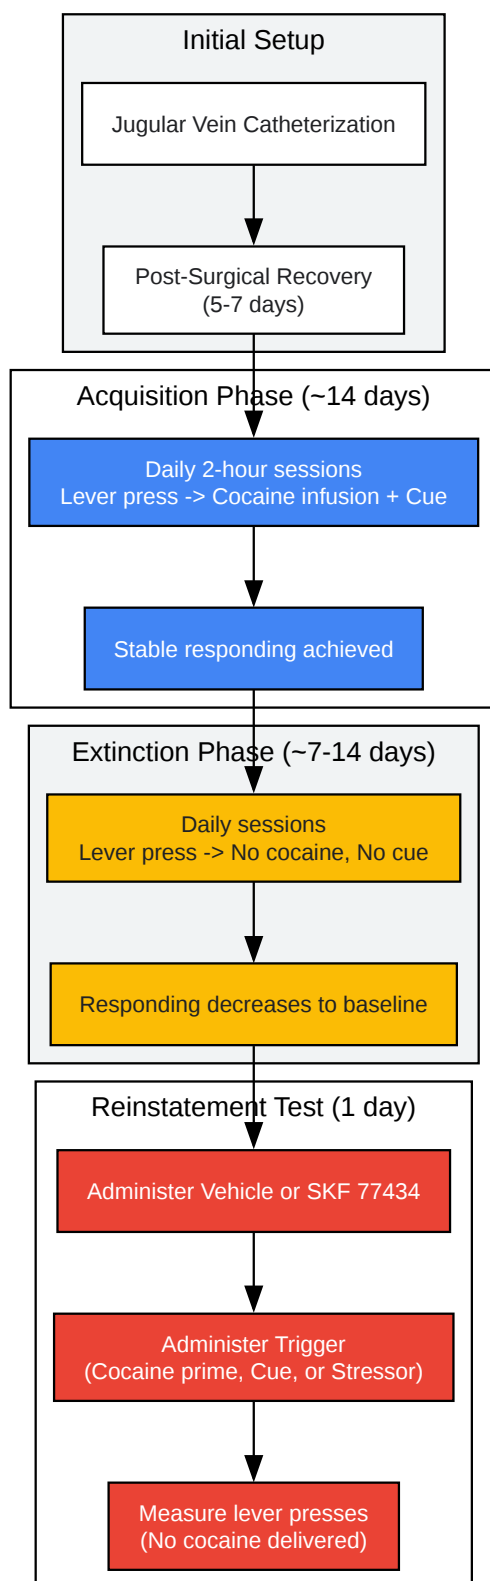 Initial Setup
Jugular Vein Catheterization
Post-Surgical Recovery
(5-7 days)
Acquisition Phase (~14 days)
Daily 2-hour sessions
Lever press -> Cocaine infusion + Cue
Stable responding achieved
Extinction Phase (~7-14 days)
Daily sessions
Lever press -> No cocaine, No cue
Responding decreases to baseline
Reinstatement Test (1 day)
Administer Vehicle or SKF 77434
Administer Trigger
(Cocaine prime, Cue, or Stressor)
Measure lever presses
(No cocaine delivered)